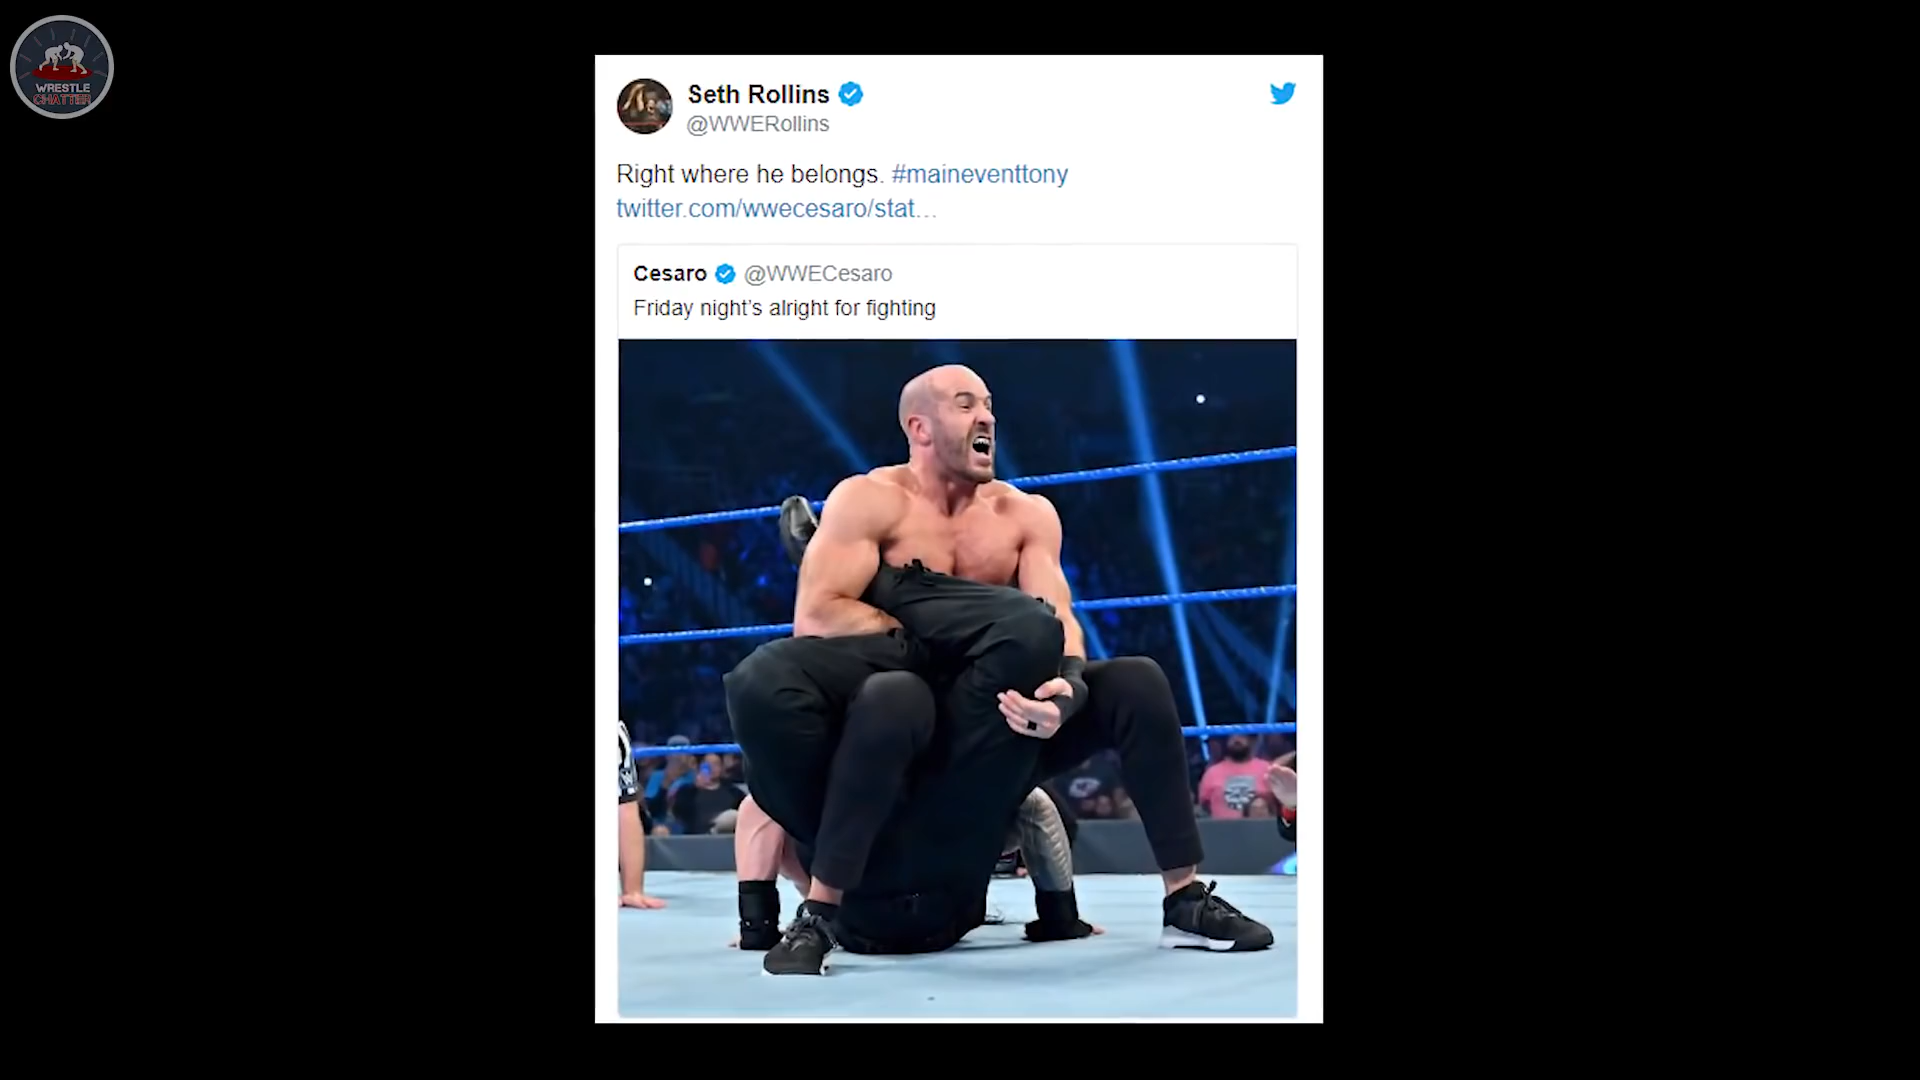 WRESTLE
CHATTER
Seth Rollins
@WWERollins
Right where he belongs. #maineventtony
twitter.com/wwecesaro/stat…
Cesaro @WWECesaro
Friday night's alright for fighting